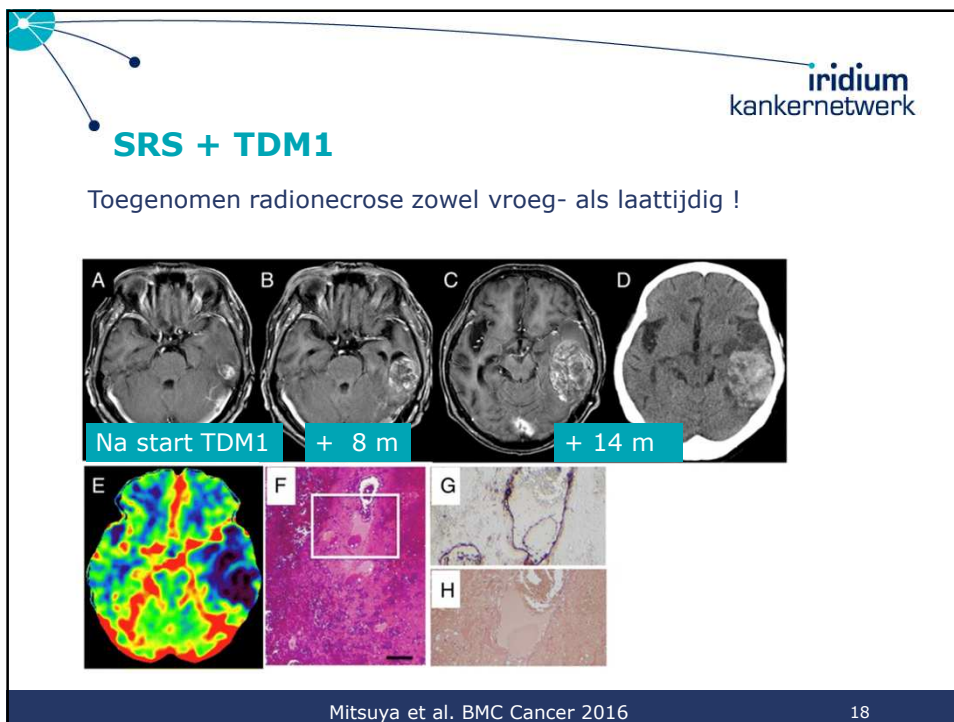 iridium
kankernetwerk
SRS + TDM1
Toegenomen radionecrose zowel vroeg- als laattijdig !
A B C D
Na start TDM1 + 8 m + 14 m
E F G
H
Mitsuya et al. BMC Cancer 2016 18